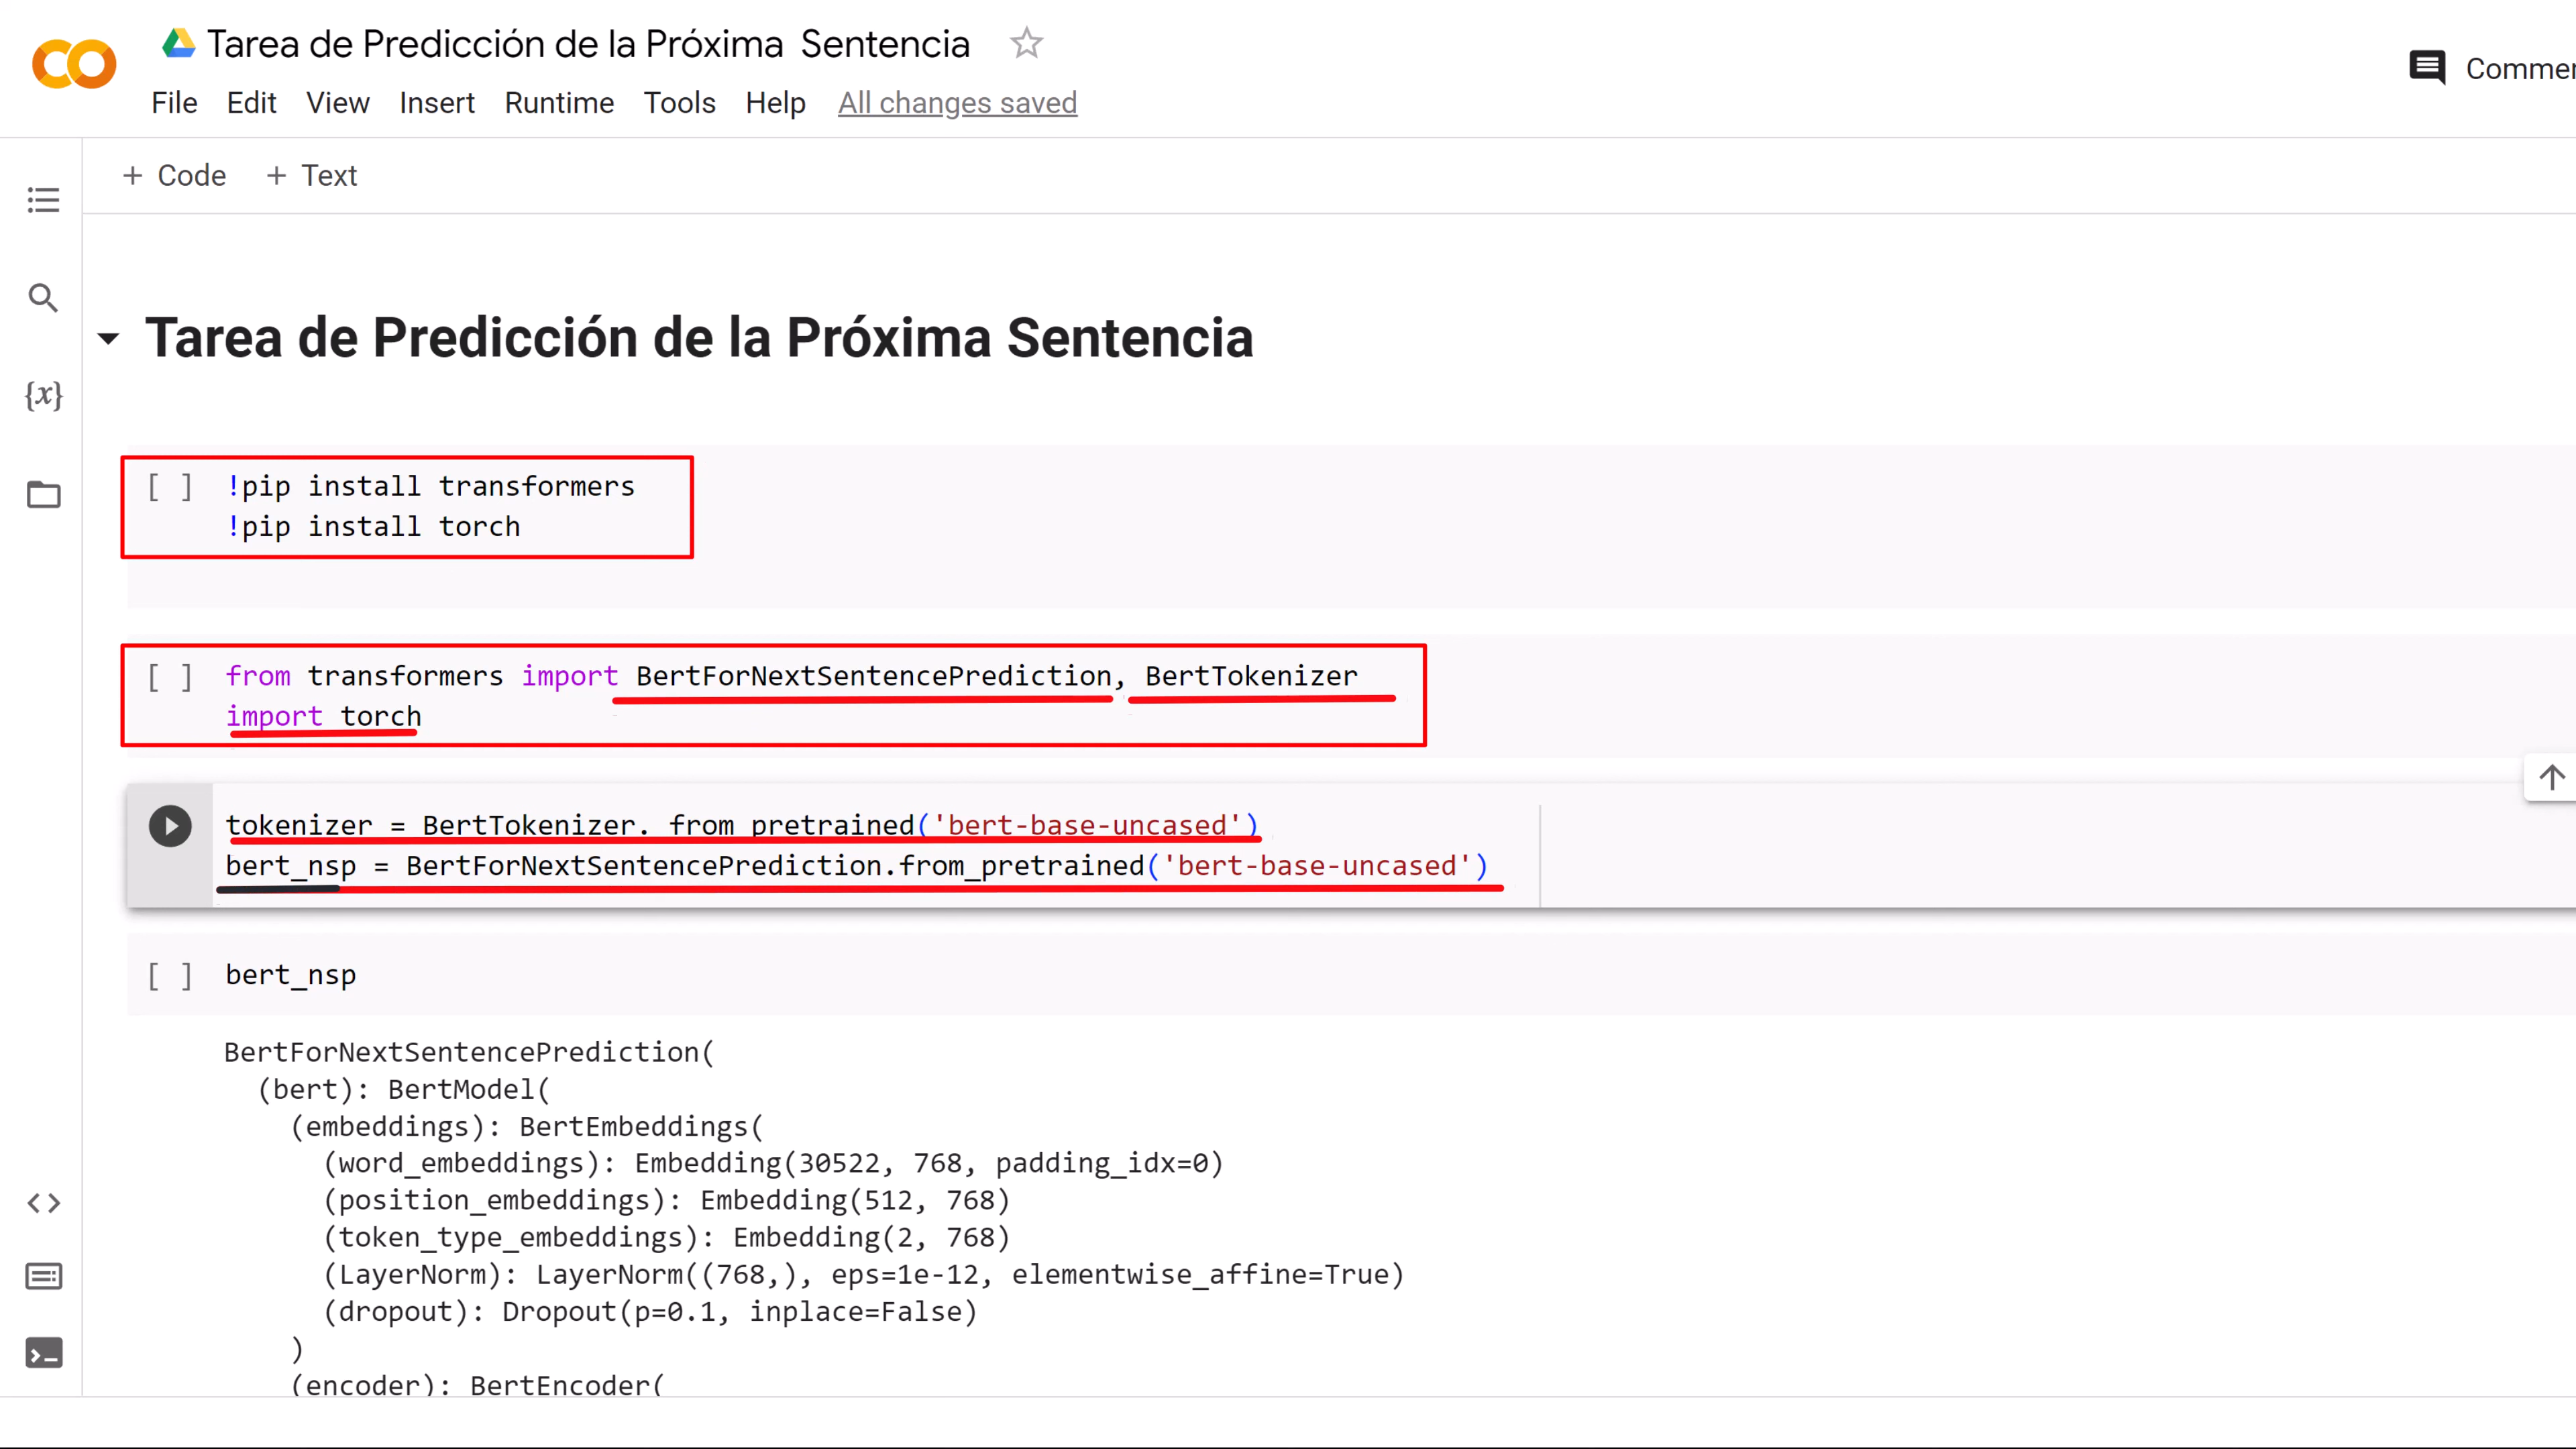 Tarea de Predicción de la Próxima Sentencia
File Edit View Insert Runtime Tools Help All changes saved
Commen
+ Code + Text
Tarea de Predicción de la Próxima Sentencia
{x}
[ ] !pip install transformers
!pip install torch
[ ] from transformers import BertForNextSentencePrediction, BertTokenizer
import torch
tokenizer = BertTokenizer. from_pretrained('bert-base-uncased')
bert_nsp = BertForNextSentencePrediction.from_pretrained('bert-base-uncased')
[ ] bert_nsp
BertForNextSentencePrediction(
(bert): BertModel(
(embeddings): BertEmbeddings(
(word_embeddings): Embedding(30522, 768, padding_idx=0)
(position_embeddings): Embedding(512, 768)
(token_type_embeddings): Embedding(2, 768)
(LayerNorm): LayerNorm((768,), eps=1e-12, elementwise_affine=True)
(dropout): Dropout(p=0.1, inplace=False)
)
(encoder): BertEncoder(